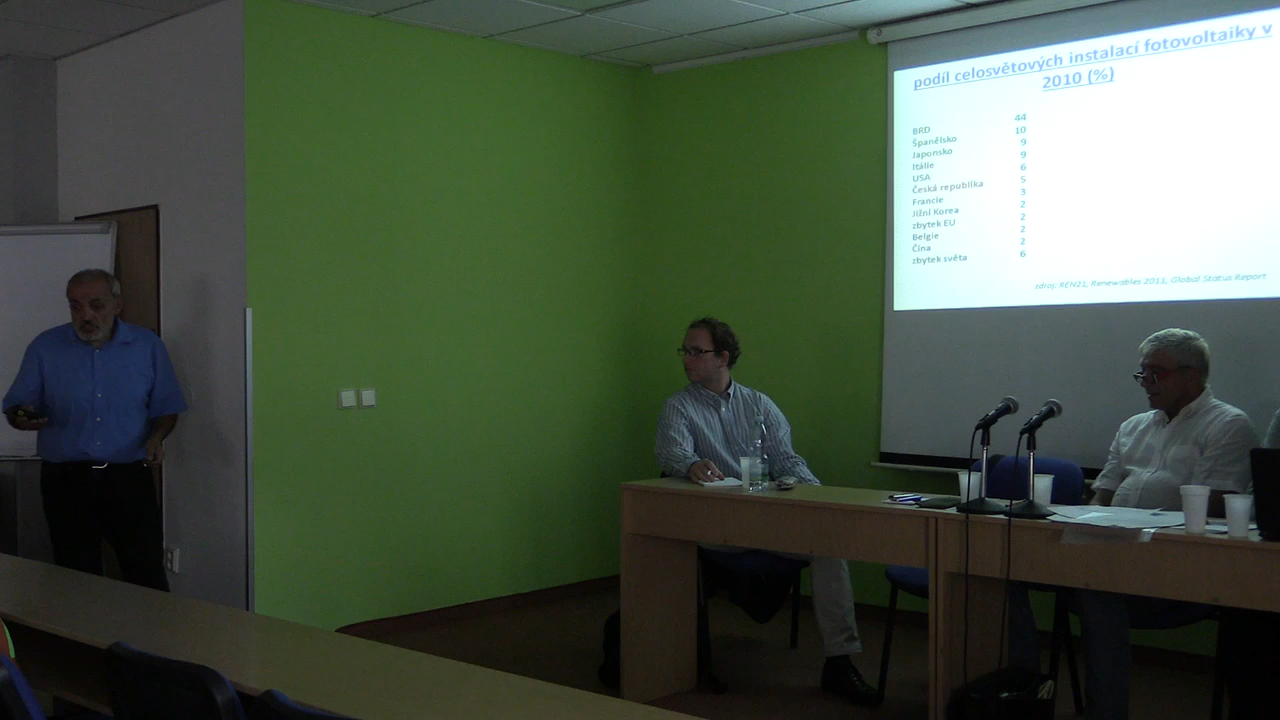 podíl celosvětových instalací fotovoltaiky v
2010 (%)
BRD 44
Španělsko 10
Japonsko 9
Itálie 9
USA 6
Česká republika 5
Francie 3
Jižní Korea 2
zbytek EU 2
Belgie 2
Čína 2
zbytek světa 6
zdroj: REN21, Renewables 2011, Global Status Report